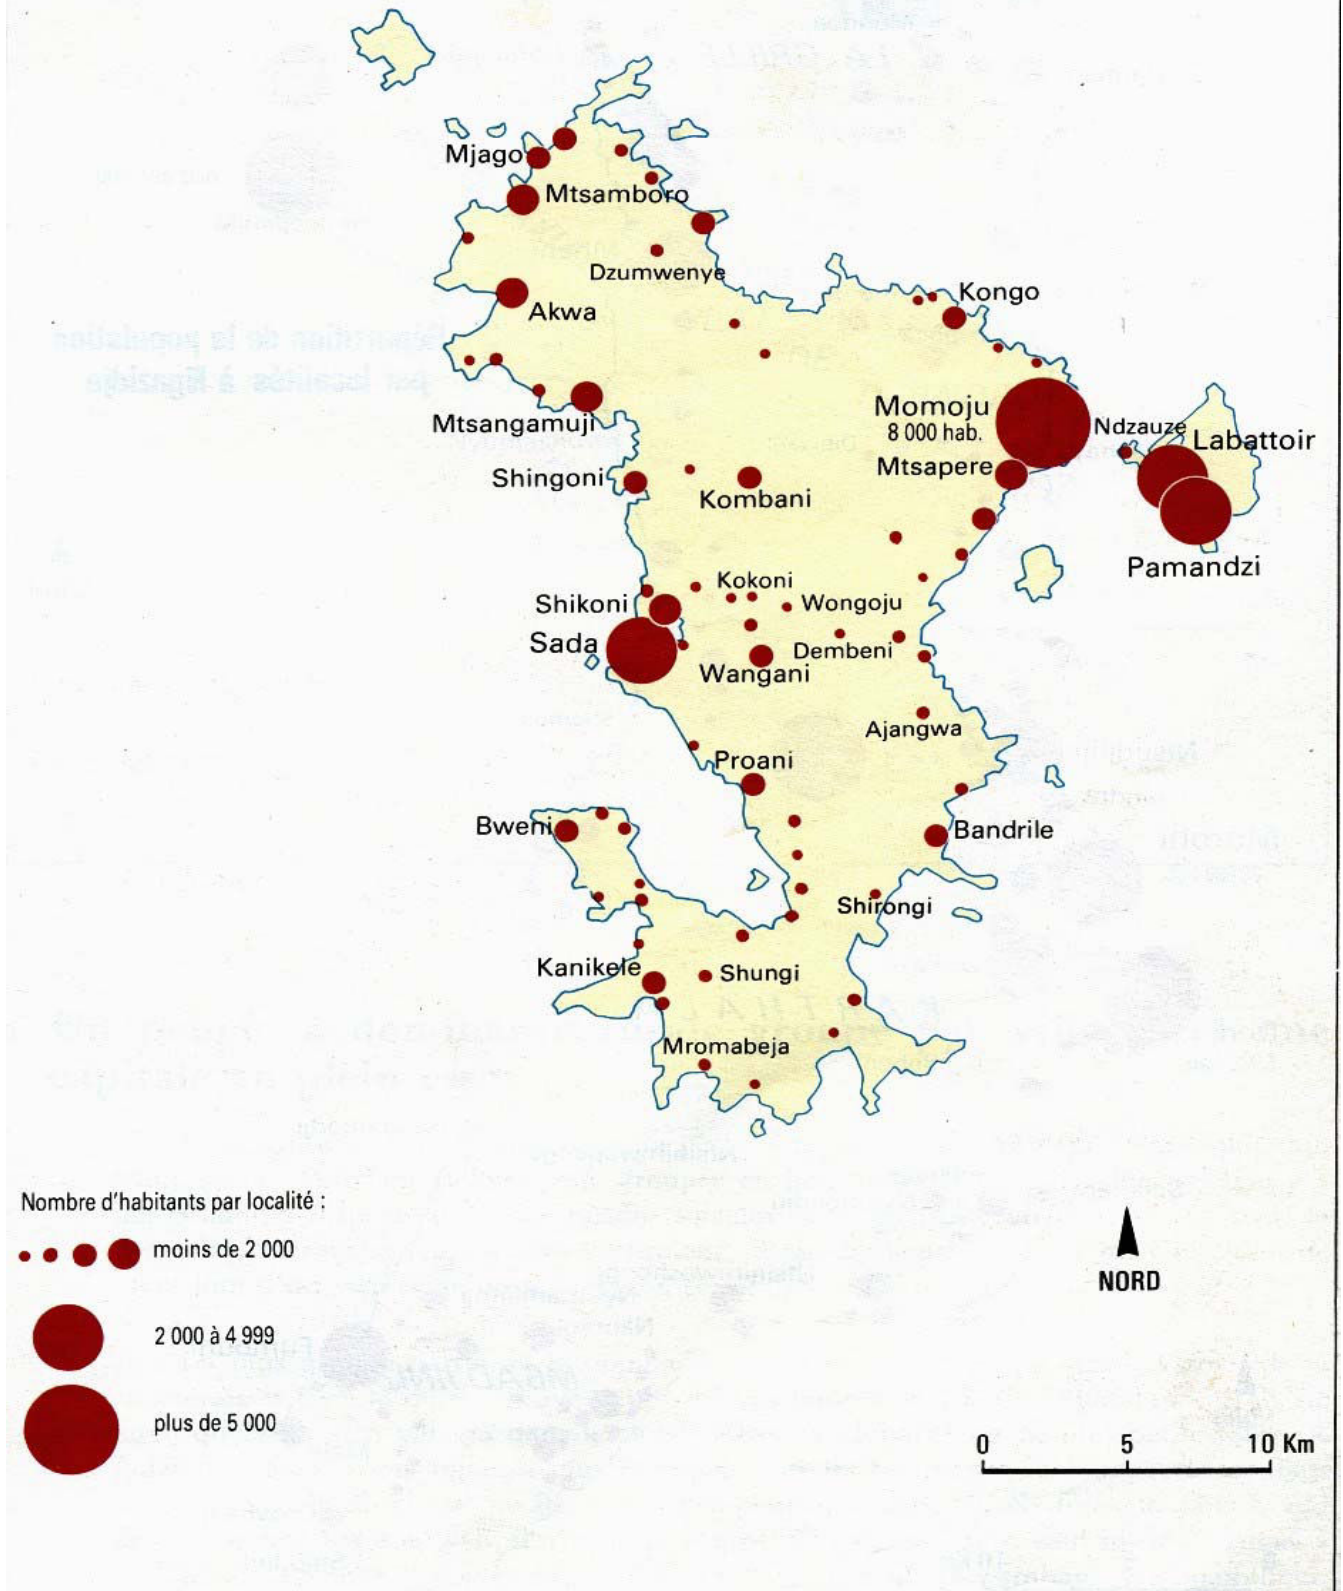 Mjago
Mtsamboro
Dzumwenye
Akwa
Kongo
Mtsangamuji
Momoju
8 000 hab.
Ndzauze
Labattoir
Mtsapere
Shingoni
Kombani
Pamandzi
Kokoni
Shikoni
Wongoju
Sada
Dembeni
Wangani
Ajangwa
Proani
Bweni
Bandrile
Shirongi
Kanikele
Shungi
Mromabeja
Nombre d'habitants par localité :
moins de 2 000
2 000 à 4 999
plus de 5 000
NORD
0 5 10 Km